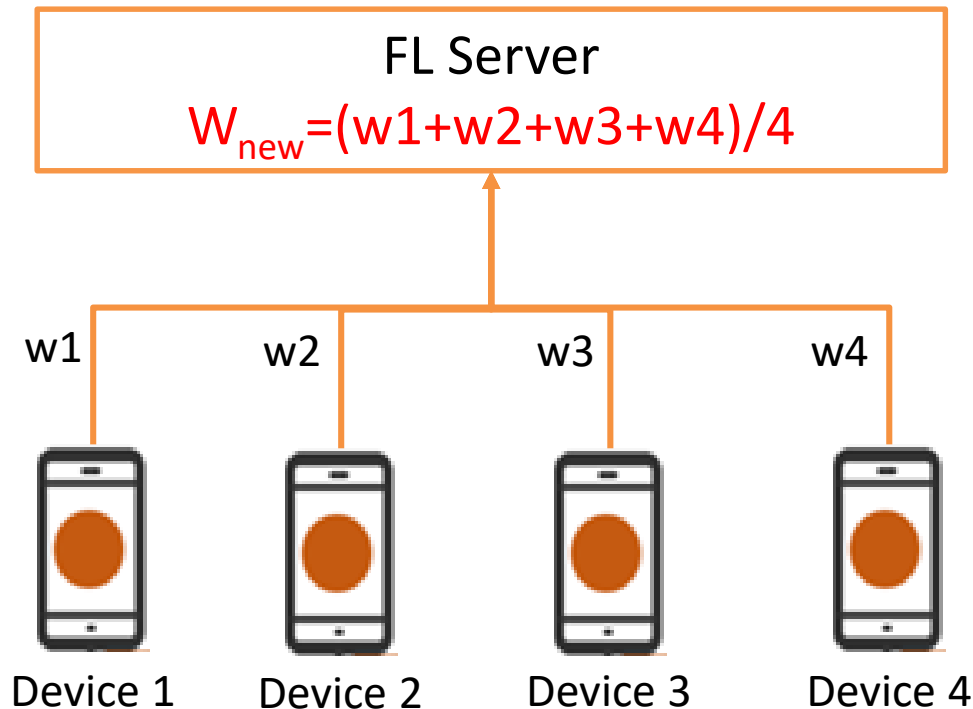 FL Server
Wnew=(w1+w2+w3+w4)/4
w1
w2
w3
w4
Device 1
Device 2
Device 3
Device 4